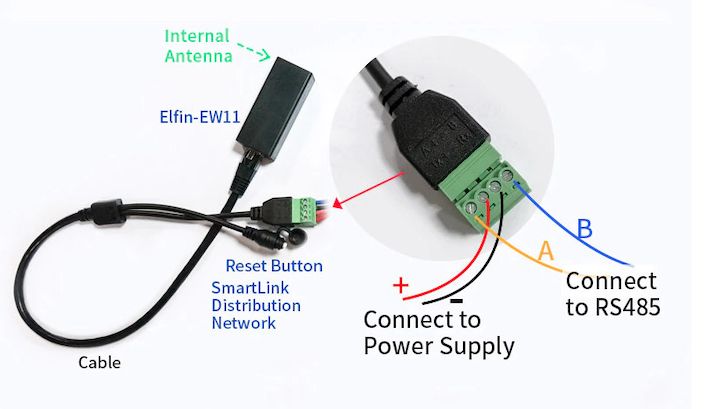 Internal
Antenna
Elfin-EW11
Reset Button
SmartLink
Distribution
Network
Cable
+
-
Connect to
Power Supply
A
B
Connect
to RS485